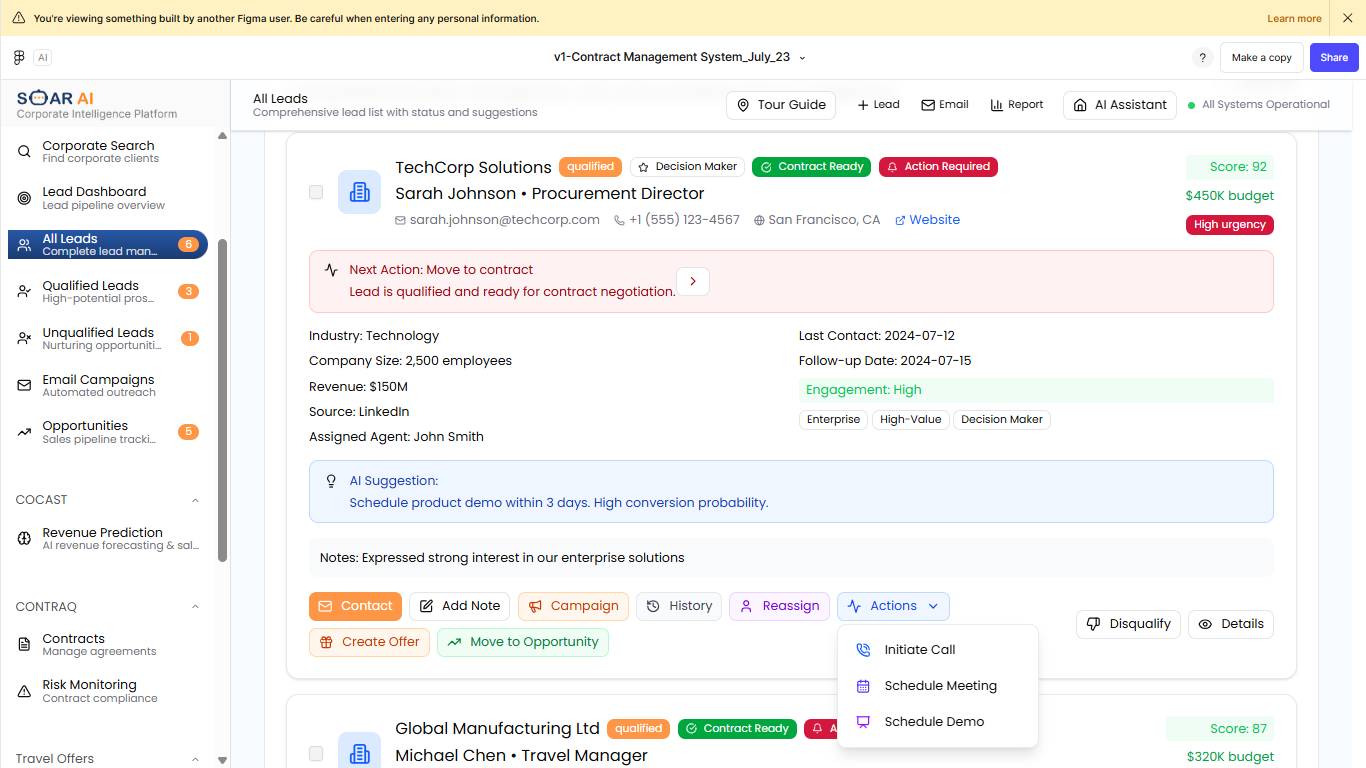 You're viewing something built by another Figma user. Be careful when entering any personal information.
Learn more
AI
v1-Contract Management System_July_23
?
Make a copy
Share
SOAR AI
Corporate Intelligence Platform
All Leads
Comprehensive lead list with status and suggestions
Tour Guide
Lead
Email
Report
AI Assistant
All Systems Operational
Corporate Search
Find corporate clients
Lead Dashboard
Lead pipeline overview
All Leads
Complete lead man...
6
Qualified Leads
High-potential pros...
3
Unqualified Leads
Nurturing opportuniti...
1
Email Campaigns
Automated outreach
Opportunities
Sales pipeline tracki...
5
COCAST
Revenue Prediction
AI revenue forecasting & sal...
CONTRAQ
Contracts
Manage agreements
Risk Monitoring
Contract compliance
Travel Offers
TechCorp Solutions
qualified
Decision Maker
Contract Ready
Action Required
Sarah Johnson • Procurement Director
sarah.johnson@techcorp.com
+1 (555) 123-4567
San Francisco, CA
Website
Score: 92
$450K budget
High urgency
Next Action: Move to contract
Lead is qualified and ready for contract negotiation.
Industry: Technology
Company Size: 2,500 employees
Revenue: $150M
Source: LinkedIn
Assigned Agent: John Smith
Last Contact: 2024-07-12
Follow-up Date: 2024-07-15
Engagement: High
Enterprise
High-Value
Decision Maker
AI Suggestion:
Schedule product demo within 3 days. High conversion probability.
Notes: Expressed strong interest in our enterprise solutions
Contact
Add Note
Campaign
History
Reassign
Actions
Create Offer
Move to Opportunity
Disqualify
Details
Initiate Call
Schedule Meeting
Schedule Demo
Global Manufacturing Ltd
qualified
Contract Ready
Michael Chen • Travel Manager
Score: 87
$320K budget